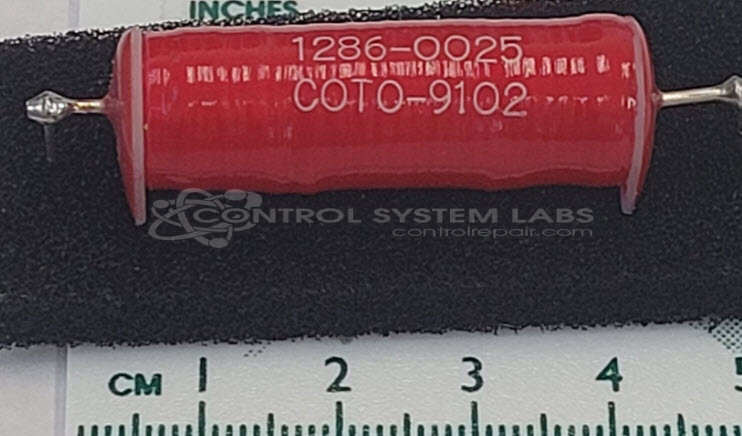 INCHES
1286-0025
COTO-9102
CONTROL SYSTEM LABS
controlrepair.com
CM 1 2 3 4 5